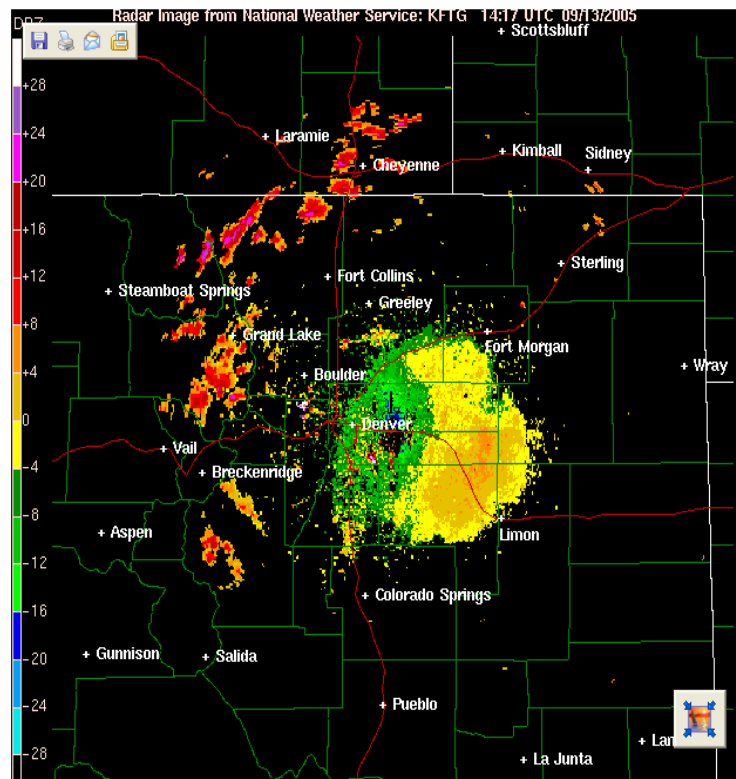 Radar Image from National Weather Service: KFTG 14:17 UTC 09/13/2005
Scottsbluff
+28
+24
+20
+16
+12
+8
+4
0
-4
-8
-12
-16
-20
-24
-28
Laramie
Kimball
Sidney
Cheyenne
Sterling
Fort Collins
Steamboat Springs
Greeley
Grand Lake
Fort Morgan
Wray
Boulder
Denver
Vail
Breckenridge
Limon
Aspen
Colorado Springs
Gunnison
Salida
Pueblo
Lam
La Junta